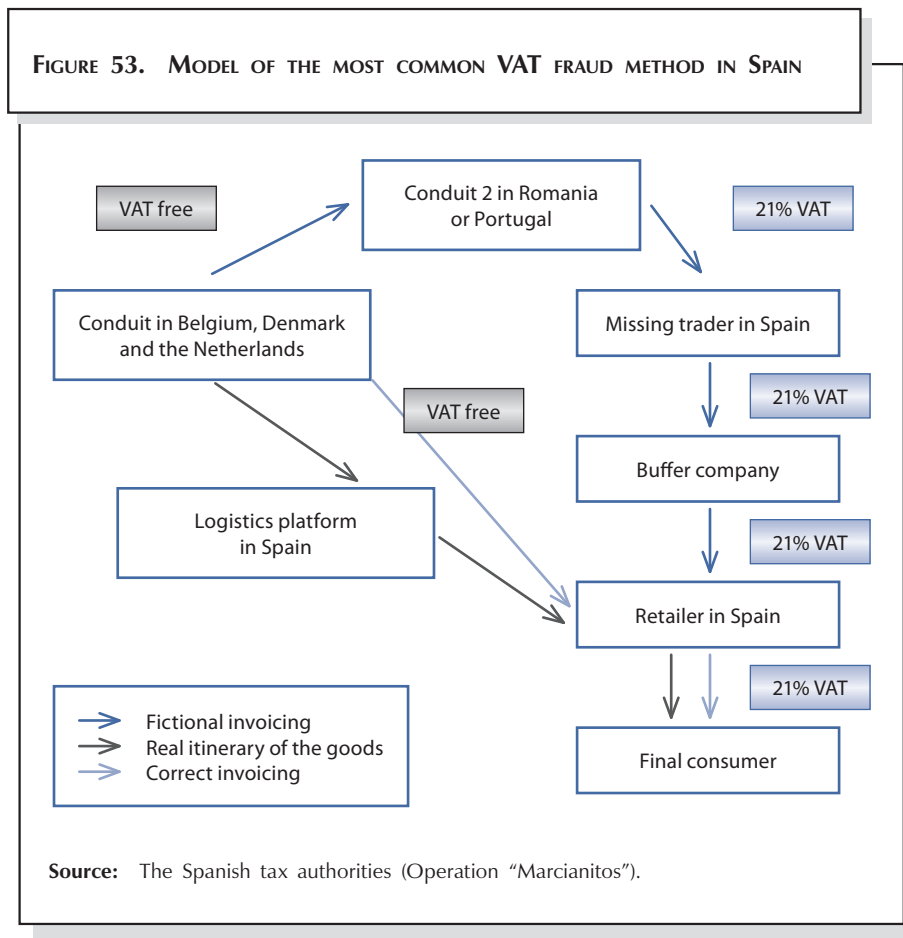 FIGURE 53. MODEL OF THE MOST COMMON VAT FRAUD METHOD IN SPAIN
VAT free
Conduit 2 in Romania
or Portugal
21% VAT
Conduit in Belgium, Denmark
and the Netherlands
Missing trader in Spain
VAT free
21% VAT
Buffer company
Logistics platform
in Spain
21% VAT
Retailer in Spain
21% VAT
Fictional invoicing
Real itinerary of the goods
Correct invoicing
Final consumer
Source: The Spanish tax authorities (Operation “Marcianitos”).